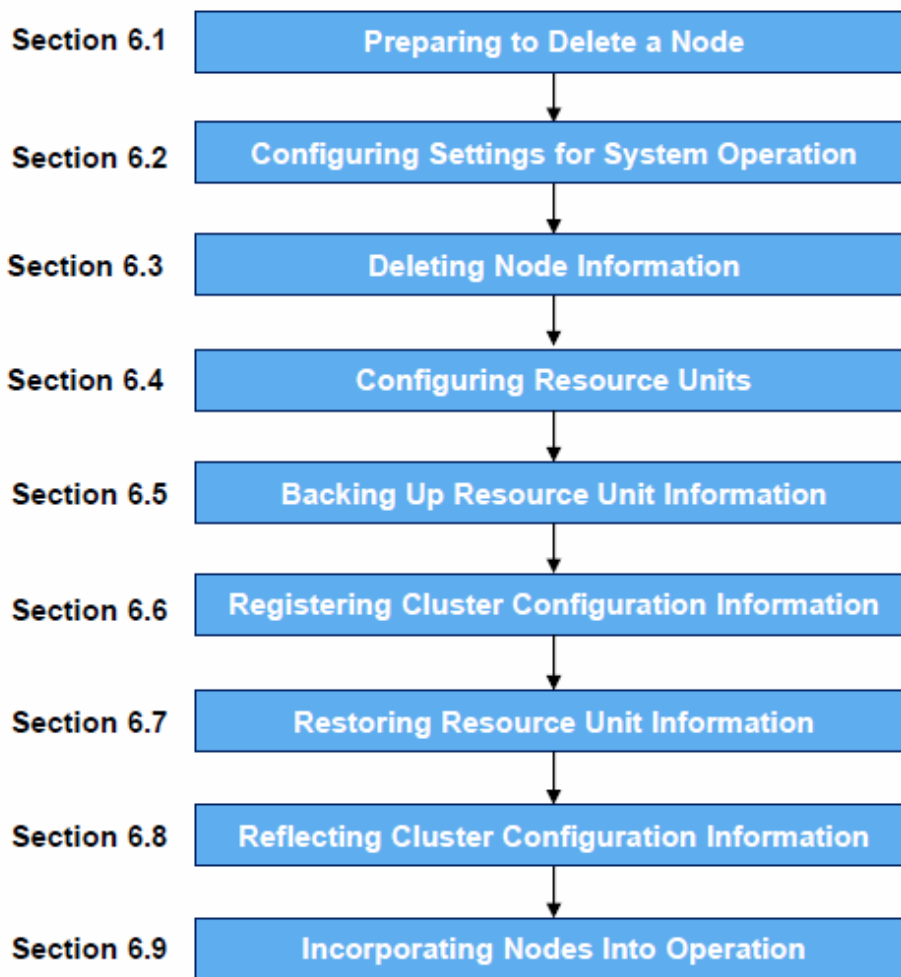 Section 6.1 Preparing to Delete a Node
Section 6.2 Configuring Settings for System Operation
Section 6.3 Deleting Node Information
Section 6.4 Configuring Resource Units
Section 6.5 Backing Up Resource Unit Information
Section 6.6 Registering Cluster Configuration Information
Section 6.7 Restoring Resource Unit Information
Section 6.8 Reflecting Cluster Configuration Information
Section 6.9 Incorporating Nodes Into Operation